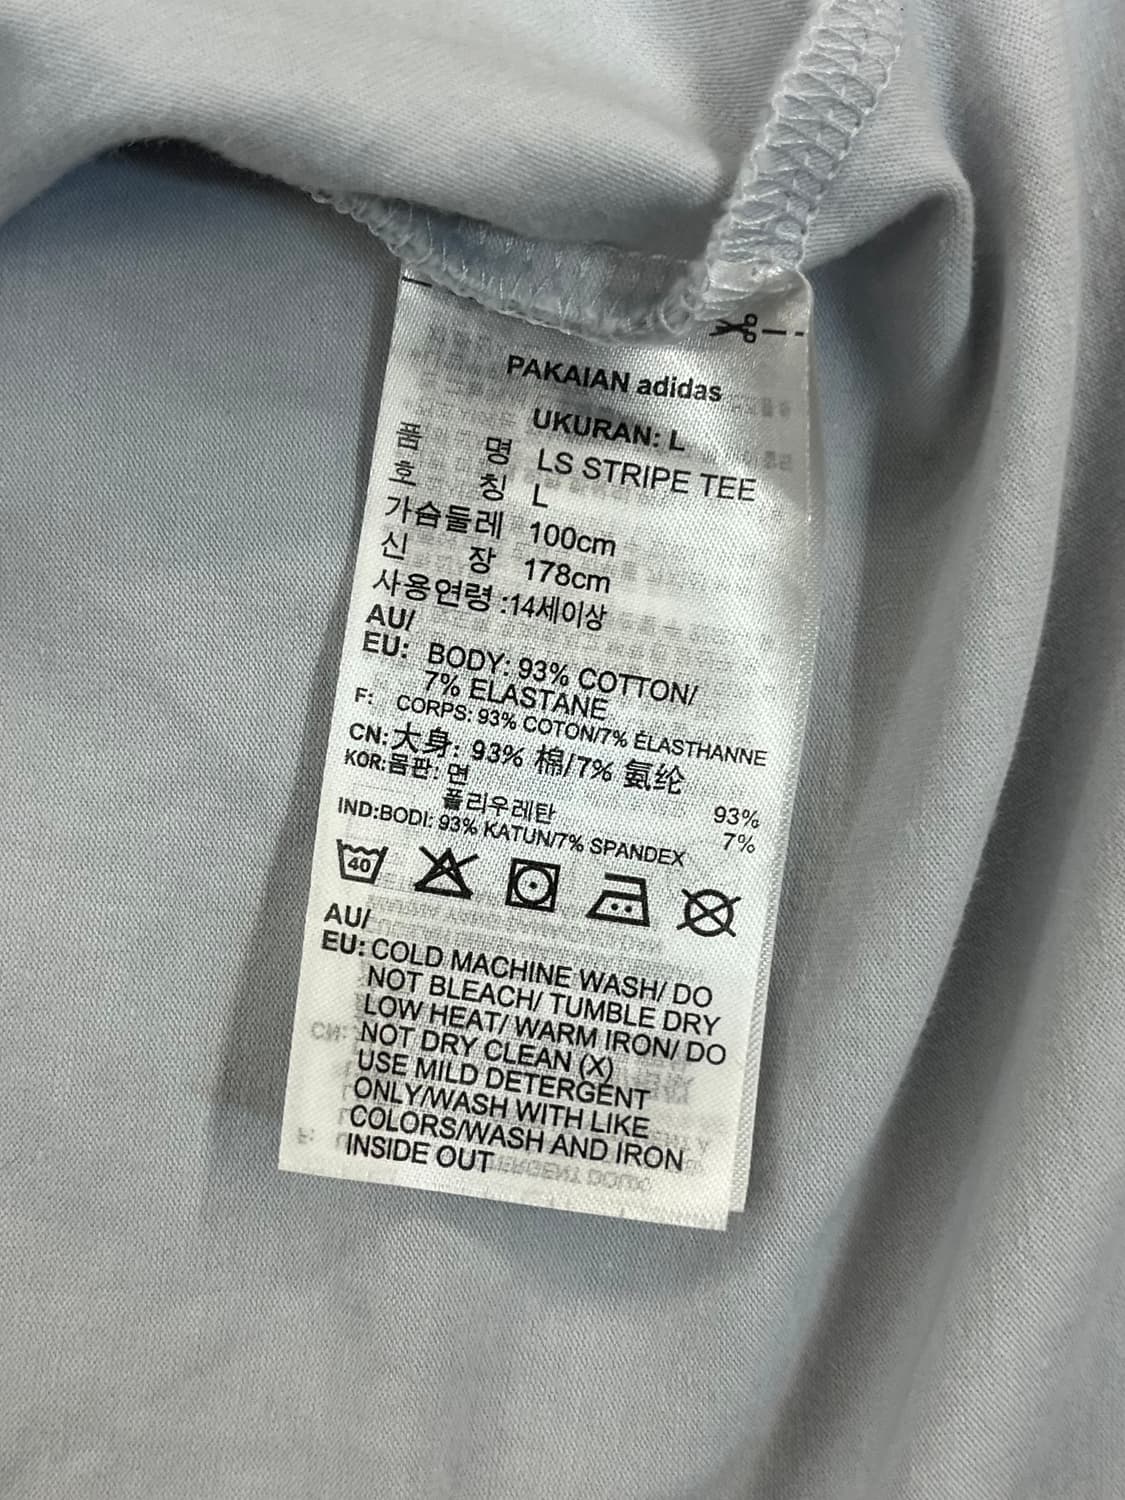 PAKAIAN adidas
UKURAN: L
품 명 LS STRIPE TEE
호 칭 L
가슴둘레 100cm
신 장 178cm
사용연령 :14세이상
AU/
EU: BODY: 93% COTTON/
7% ELASTANE
F: CORPS: 93% COTON/7% ÉLASTHANNE
CN:大身: 93% 棉/7% 氨纶
KOR:몸판: 면 93%
폴리우레탄 7%
IND:BODI: 93% KATUN/7% SPANDEX
40
AU/
EU: COLD MACHINE WASH/ DO
NOT BLEACH/ TUMBLE DRY
LOW HEAT/ WARM IRON/ DO
NOT DRY CLEAN (X)
USE MILD DETERGENT
ONLY/WASH WITH LIKE
COLORS/WASH AND IRON
INSIDE OUT